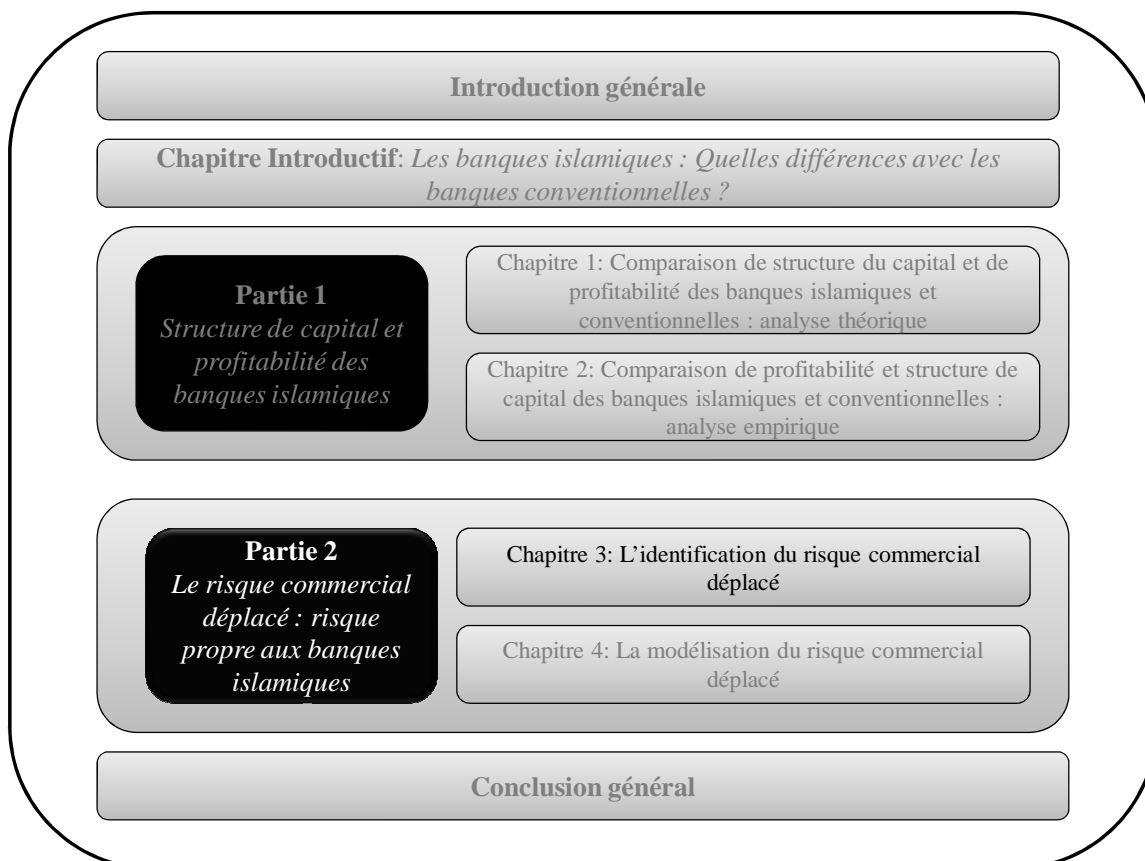 Introduction générale
Chapitre Introductif: Les banques islamiques : Quelles différences avec les
banques conventionnelles ?
Partie 1
Structure de capital et
profitabilité des
banques islamiques
Chapitre 1: Comparaison de structure du capital et de
profitabilité des banques islamiques et
conventionnelles : analyse théorique
Chapitre 2: Comparaison de profitabilité et structure de
capital des banques islamiques et conventionnelles :
analyse empirique
Partie 2
Le risque commercial
déplacé : risque
propre aux banques
islamiques
Chapitre 3: L’identification du risque commercial
déplacé
Chapitre 4: La modélisation du risque commercial
déplacé
Conclusion général